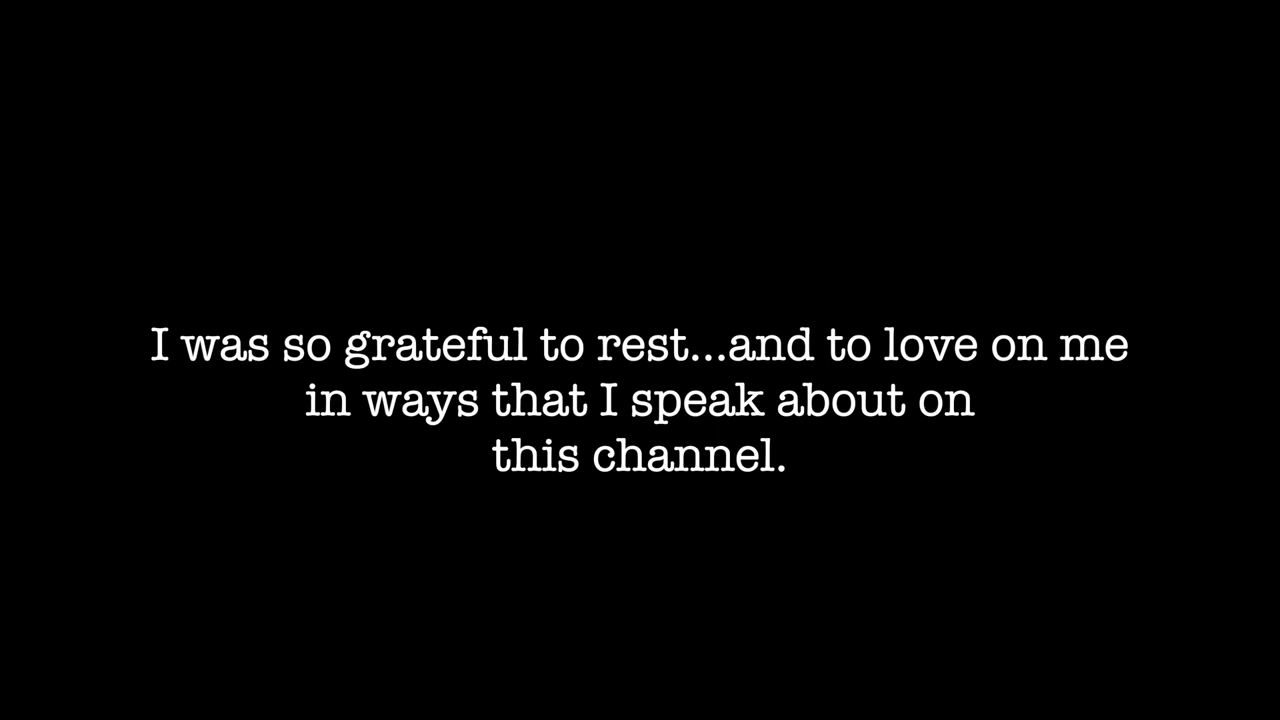 I was so grateful to rest...and to love on me
in ways that I speak about on
this channel.